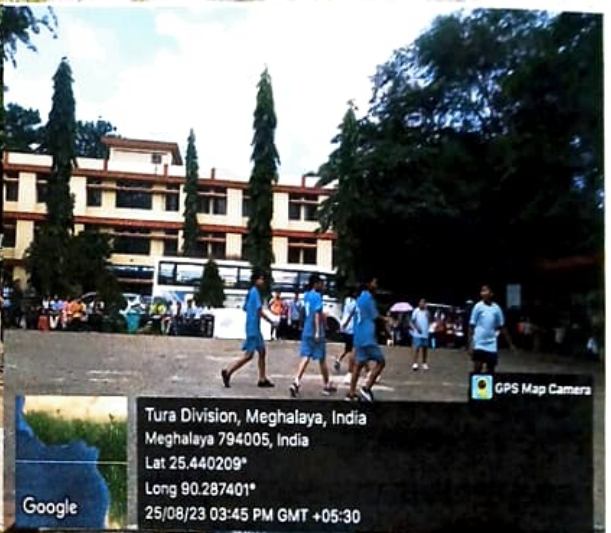 GPS Map Camera
Tura Division, Meghalaya, India
Meghalaya 794005, India
Lat 25.440209°
Long 90.287401°
25/08/23 03:45 PM GMT +05:30
Google